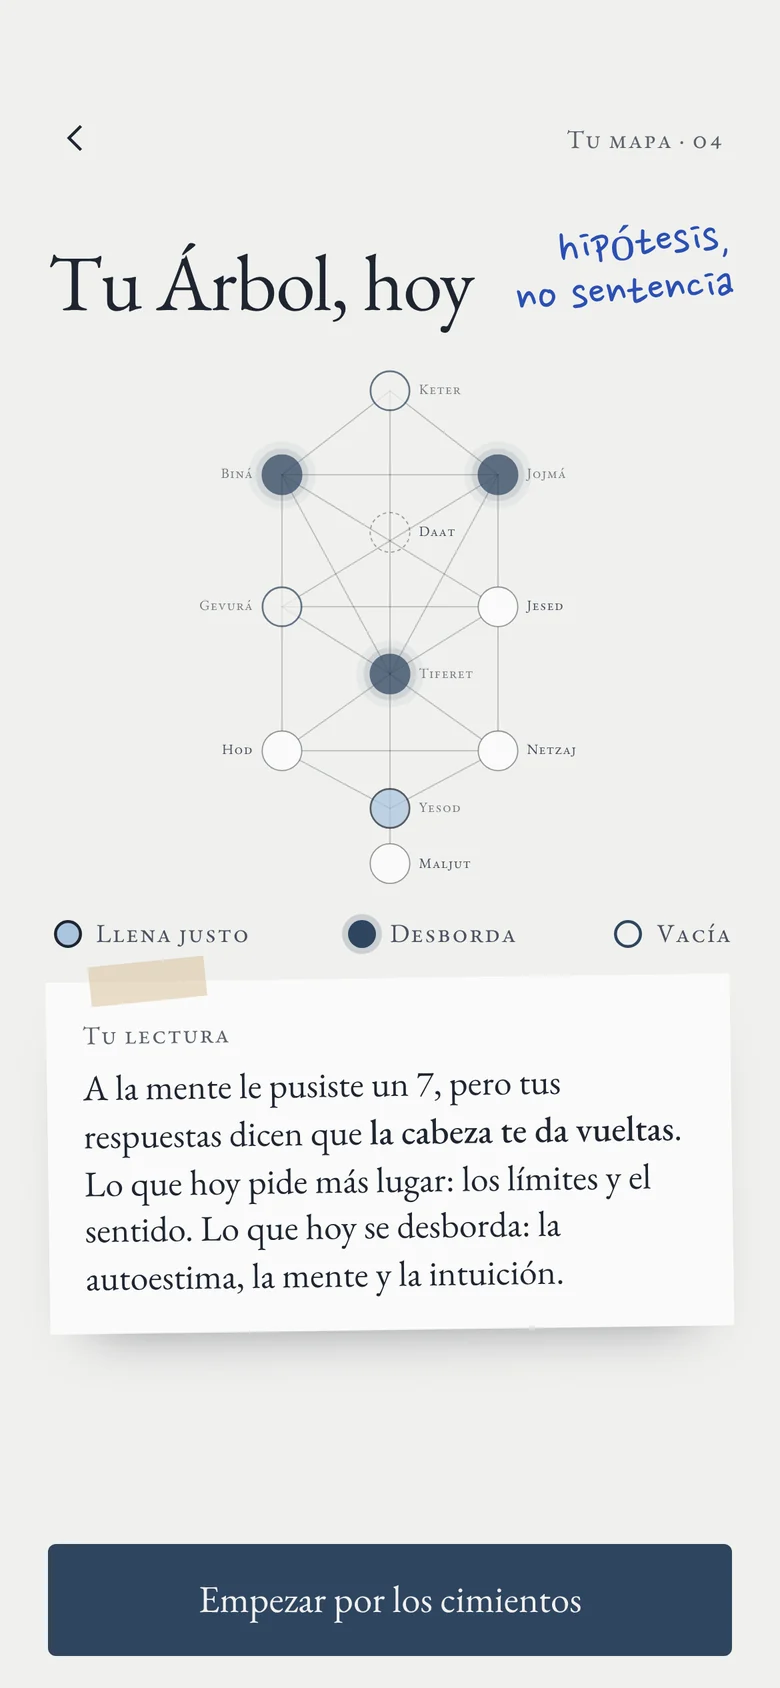 Tu mapa · 04
Tu Árbol, hoy
hipótesis,
no sentencia
Keter
Biná
Jojmá
Daat
Gevurá
Jesed
Tiferet
Hod
Netzaj
Yesod
Maljut
Llena justo
Desborda
Vacía
Tu lectura
A la mente le pusiste un 7, pero tus
respuestas dicen que la cabeza te da vueltas.
Lo que hoy pide más lugar: los límites y el
sentido. Lo que hoy se desborda: la
autoestima, la mente y la intuición.
Empezar por los cimientos